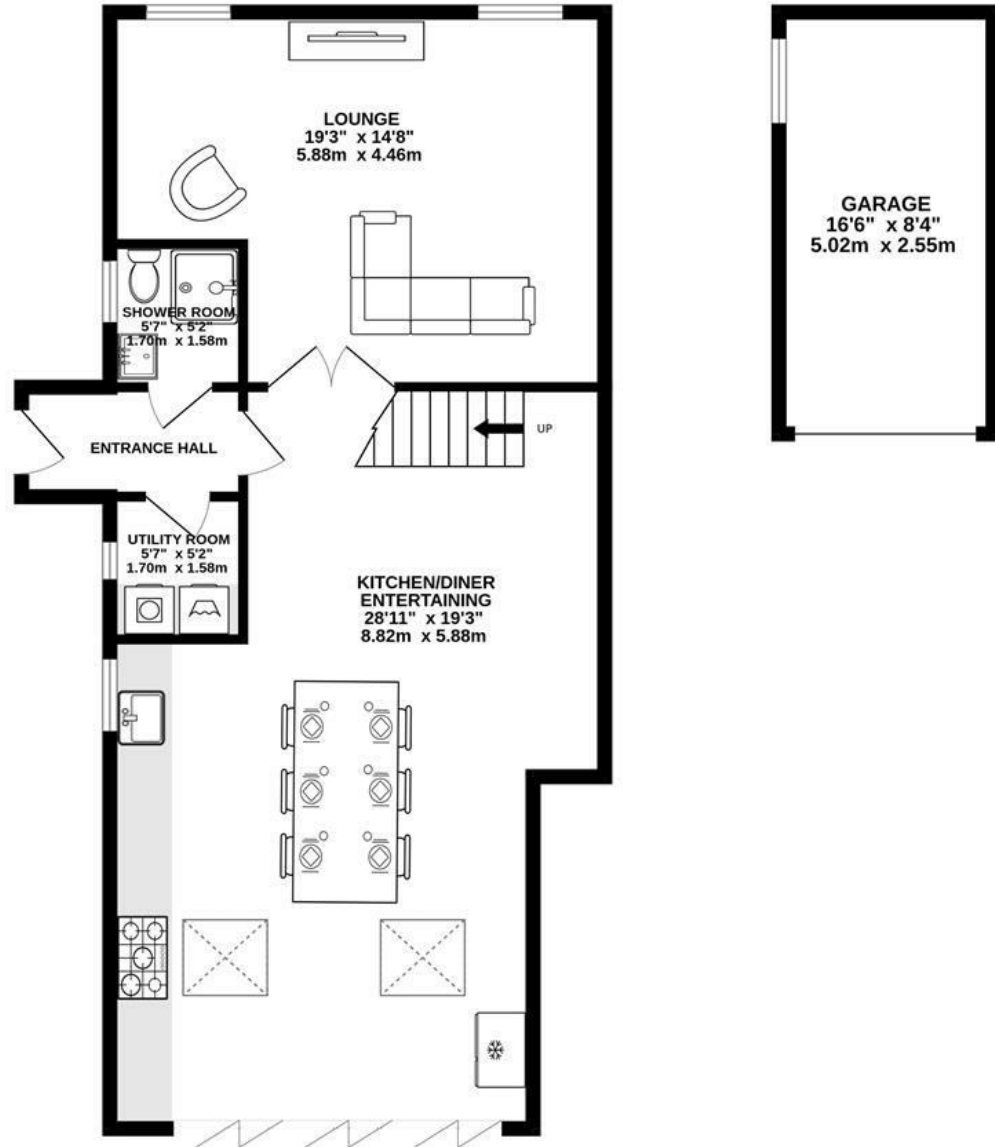 LOUNGE
19'3" x 14'8"
5.88m x 4.46m
GARAGE
16'6" x 8'4"
5.02m x 2.55m
SHOWER ROOM
5'7" x 5'2"
1.70m x 1.58m
ENTRANCE HALL
UP
UTILITY ROOM
5'7" x 5'2"
1.70m x 1.58m
KITCHEN/DINER
ENTERTAINING
28'11" x 19'3"
8.82m x 5.88m